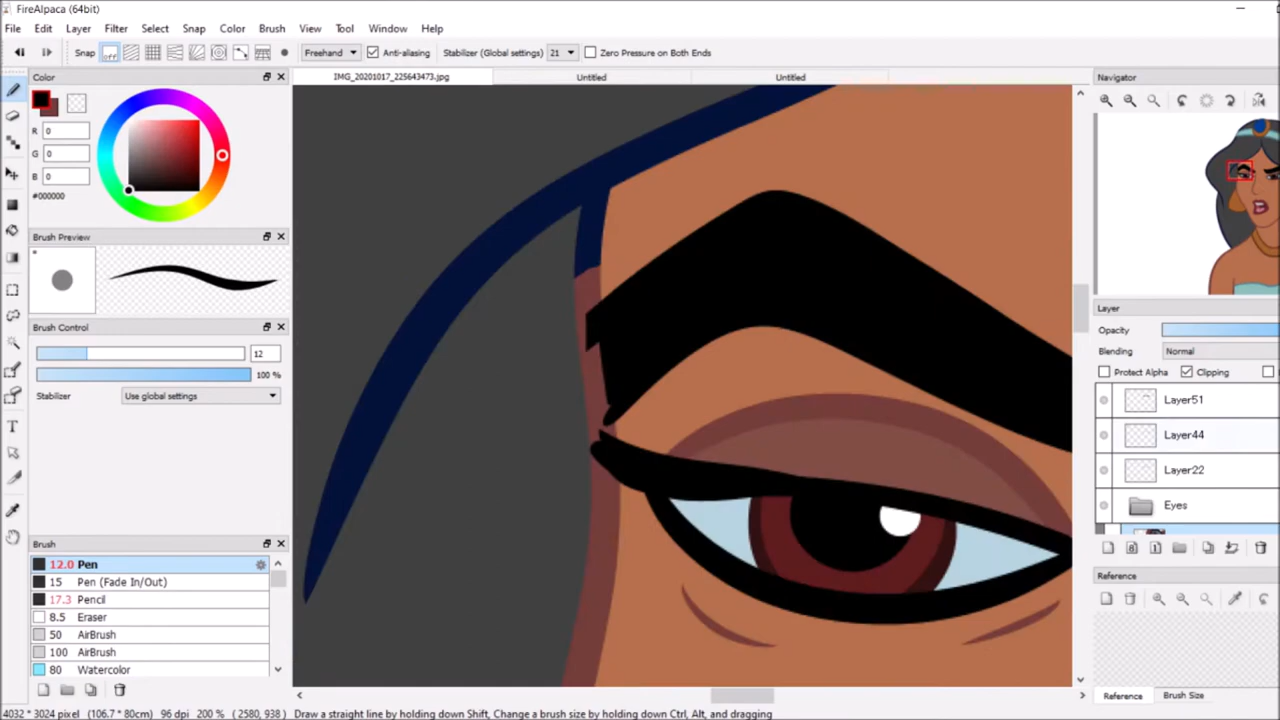 FireAlpaca (64bit)
File Edit Layer Filter Select Snap Color Brush View Tool Window Help
Snap off Freehand Anti-aliasing Stabilizer (Global settings) 21 Zero Pressure on Both Ends
Color
IMG_20201017_225643473.jpg Untitled Untitled
Navigator
R 0
G 0
B 0
#000000
Brush Preview
Brush Control
12
100 %
Stabilizer Use global settings
Layer
Opacity
Blending Normal
Protect Alpha Clipping
Layer51
Layer44
Layer22
Eyes
Brush
12.0 Pen
15 Pen (Fade In/Out)
17.3 Pencil
8.5 Eraser
50 AirBrush
100 AirBrush
80 Watercolor
Reference
Reference Brush Size
4032 * 3024 pixel (106.7 * 80cm) 96 dpi 200 % ( 2580, 938 ) Draw a straight line by holding down Shift, Change a brush size by holding down Ctrl, Alt, and dragging